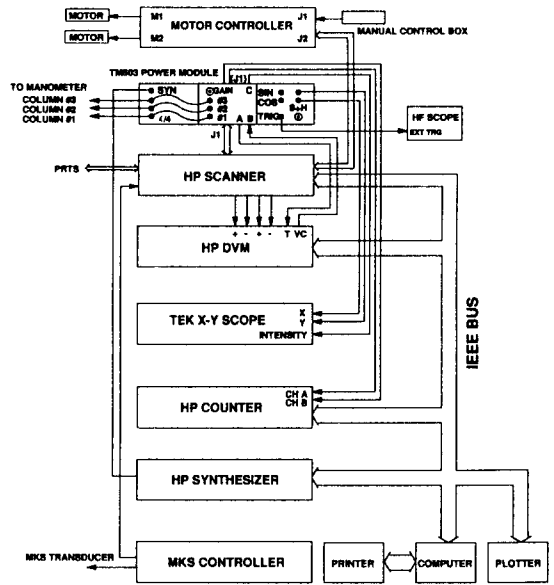 MOTOR
M1
MOTOR CONTROLLER
J1
MOTOR
M2
J2
MANUAL CONTROL BOX
TM503 POWER MODULE
(J1)
TO MANOMETER
SYN
GAIN
C
SIN
COLUMN #3
#3
COS
COLUMN #2
#2
S+H
COLUMN #1
4/4
#1
A
B
TRIG
HF SCOPE
EXT TRG
J1
PRTS
HP SCANNER
+ - + -
T VC
HP DVM
TEK X-Y SCOPE
X
Y
INTENSITY
IEEE BUS
HP COUNTER
CH A
CH B
HP SYNTHESIZER
MKS TRANSDUCER
MKS CONTROLLER
PRINTER
COMPUTER
PLOTTER